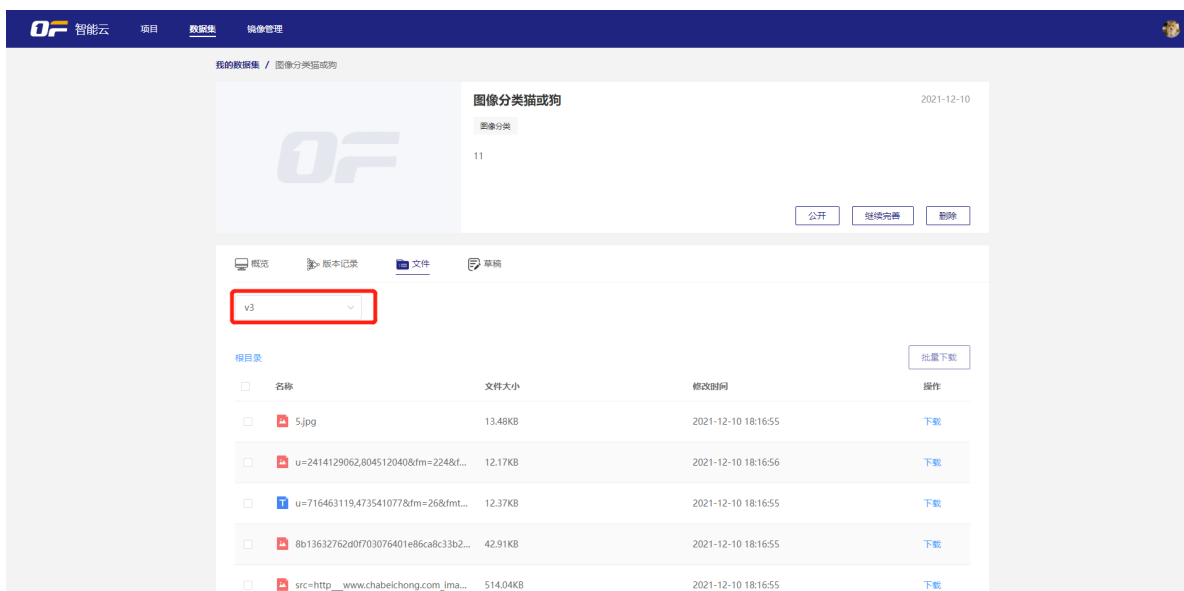 OF 智能云 项目 数据集 镜像管理
我的数据集 / 图像分类猫或狗
OF
图像分类猫或狗 2021-12-10
图像分类
11
公开 继续完善 删除
概览 版本记录 文件 草稿
v3
根目录 批量下载
名称 文件大小 修改时间 操作
5.jpg 13.48KB 2021-12-10 18:16:55 下载
u=2414129062,804512040&fm=224&f... 12.17KB 2021-12-10 18:16:56 下载
T u=716463119,473541077&fm=26&fmt... 12.37KB 2021-12-10 18:16:55 下载
8b13632762d0f703076401e86ca8c33b2... 42.91KB 2021-12-10 18:16:55 下载
src=http__www.chabeichong.com_ima... 514.04KB 2021-12-10 18:16:55 下载